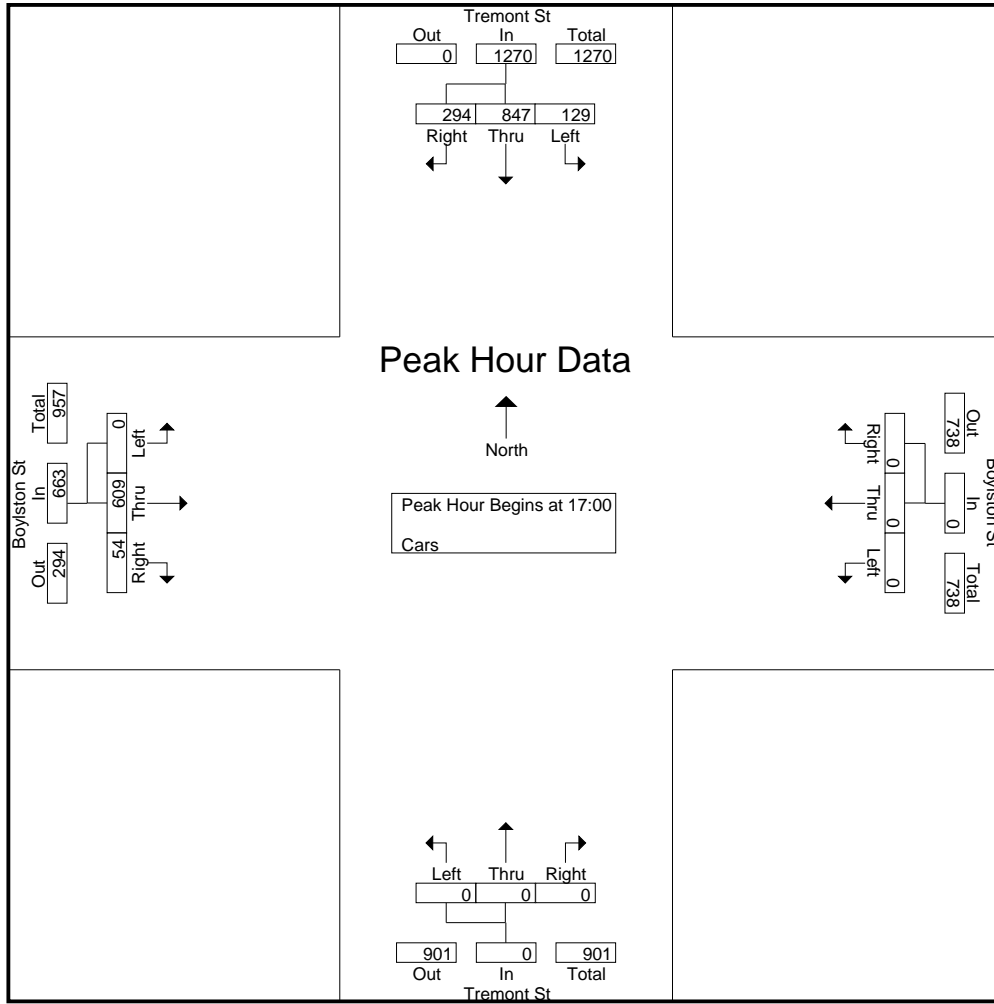 Tremont St
Out In Total
0 1270 1270
294 847 129
Right Thru Left
Peak Hour Data
North
Peak Hour Begins at 17:00
Cars
Boylston St
Total In Out
957 663 294
0 609 54
Left Thru Right
Boylston St
Out In Total
738 0 738
0 0 0
Right Thru Left
Left Thru Right
0 0 0
901 0 901
Out In Total
Tremont St